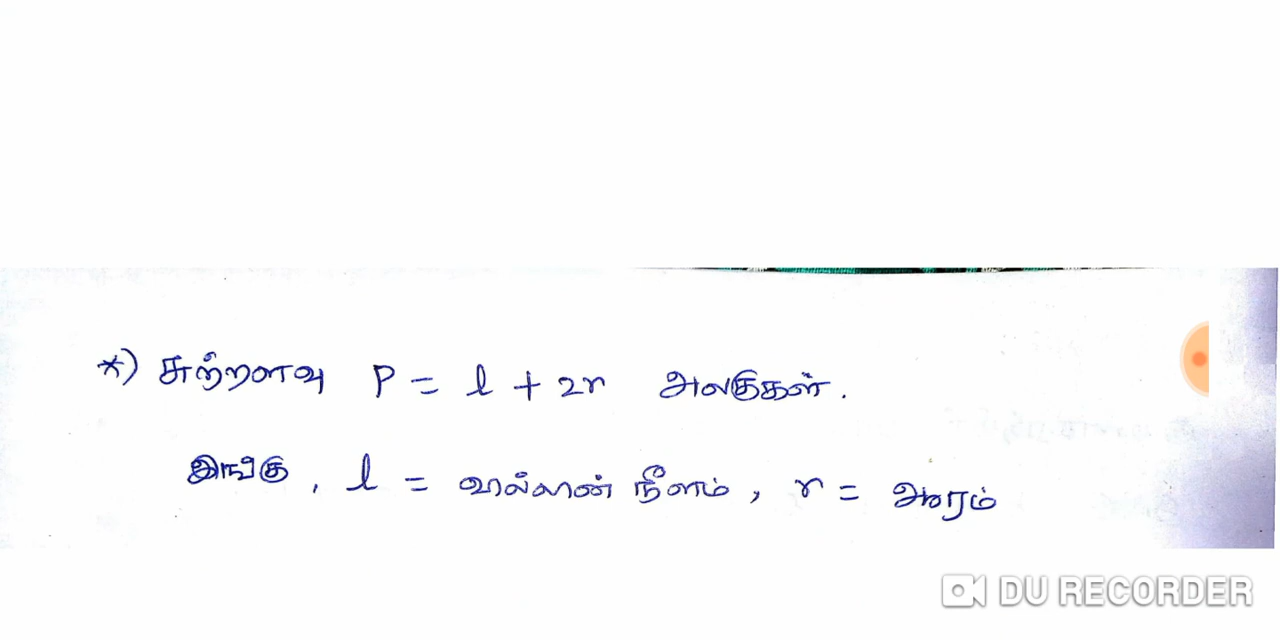 *) சுற்றளவு P = l + 2r அலகுகள்.
இங்கு, l = வில்லின் நீளம், r = ஆரம்
DU RECORDER